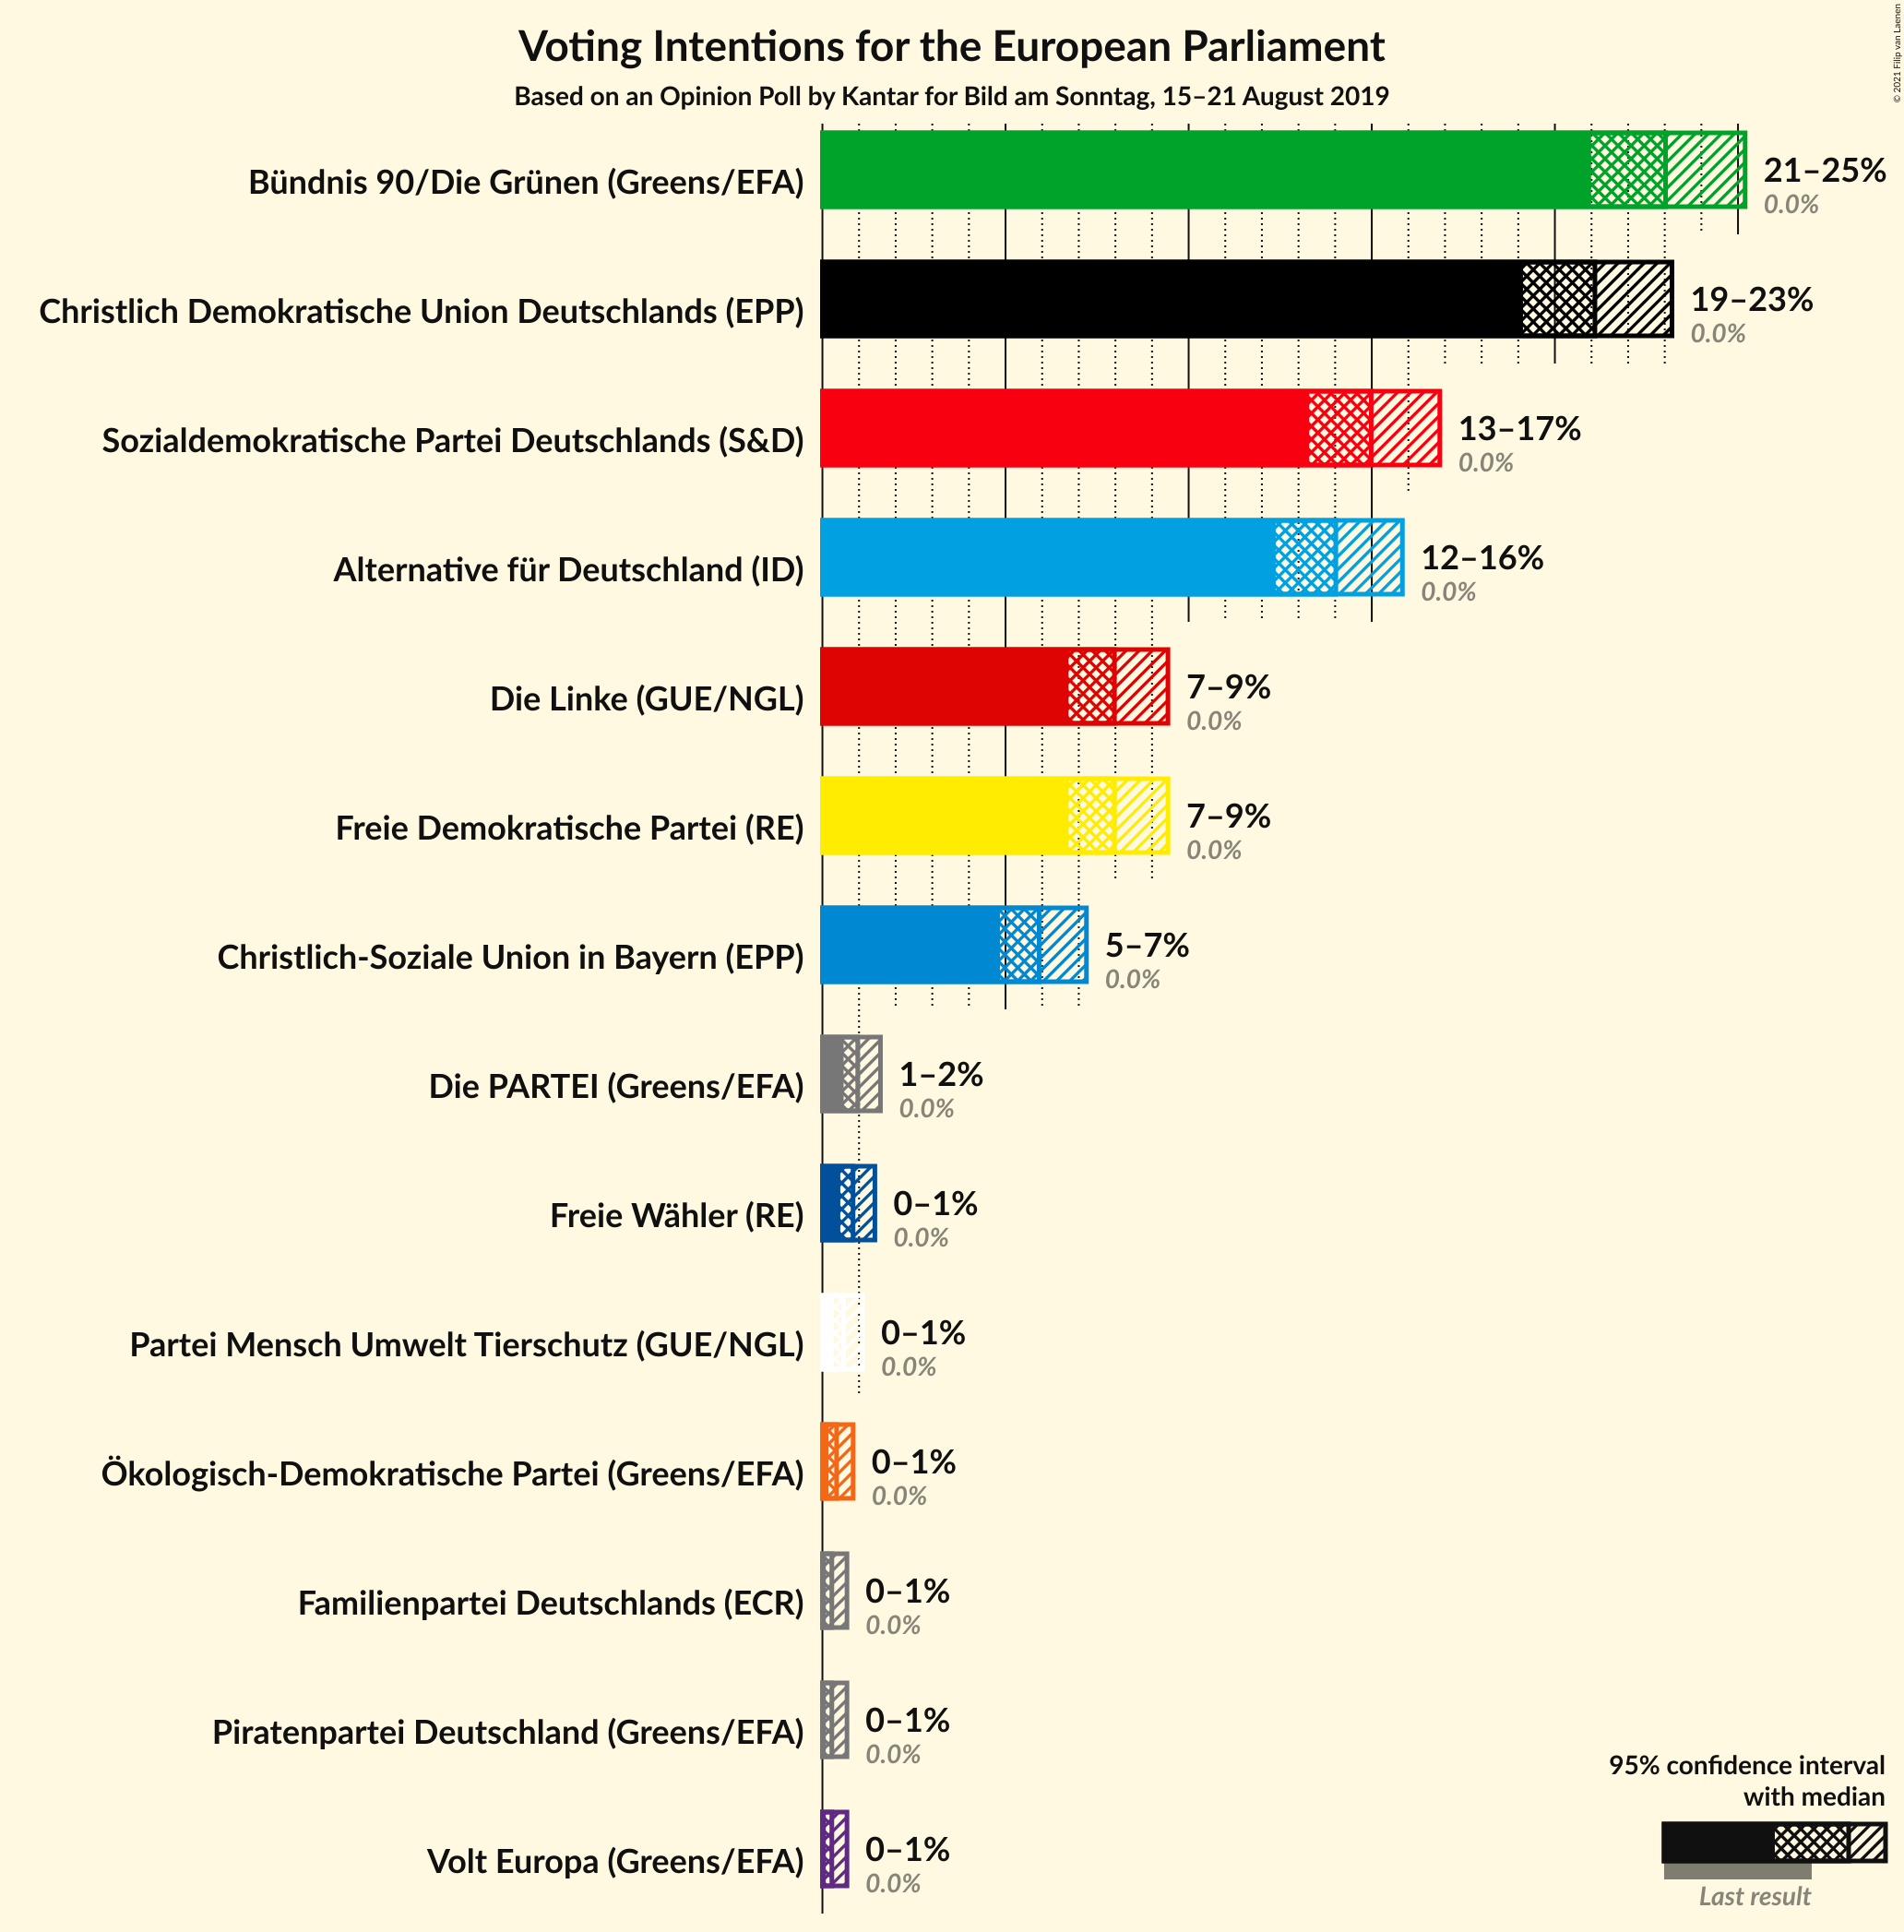 Voting Intentions for the European Parliament
Based on an Opinion Poll by Kantar for Bild am Sonntag, 15–21 August 2019
© 2021 Filip van Laenen
Bündnis 90/Die Grünen (Greens/EFA)
21–25%
0.0%
Christlich Demokratische Union Deutschlands (EPP)
19–23%
0.0%
Sozialdemokratische Partei Deutschlands (S&D)
13–17%
0.0%
Alternative für Deutschland (ID)
12–16%
0.0%
Die Linke (GUE/NGL)
7–9%
0.0%
Freie Demokratische Partei (RE)
7–9%
0.0%
Christlich-Soziale Union in Bayern (EPP)
5–7%
0.0%
Die PARTEI (Greens/EFA)
1–2%
0.0%
Freie Wähler (RE)
0–1%
0.0%
Partei Mensch Umwelt Tierschutz (GUE/NGL)
0–1%
0.0%
Ökologisch-Demokratische Partei (Greens/EFA)
0–1%
0.0%
Familienpartei Deutschlands (ECR)
0–1%
0.0%
Piratenpartei Deutschland (Greens/EFA)
0–1%
0.0%
Volt Europa (Greens/EFA)
0–1%
0.0%
95% confidence interval
with median
Last result